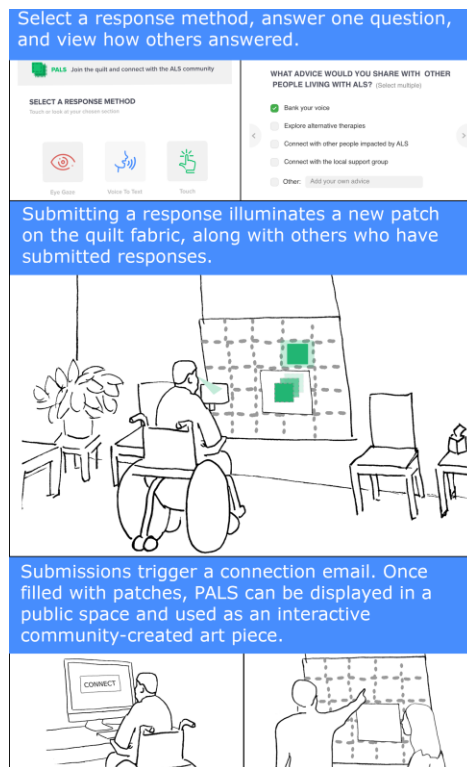 Select a response method, answer one question,
and view how others answered.
PALS Join the quilt and connect with the ALS community
SELECT A RESPONSE METHOD
Touch or look at your chosen section
Eye Gaze
Voice To Text
Touch
WHAT ADVICE WOULD YOU SHARE WITH OTHER
PEOPLE LIVING WITH ALS? (Select multiple)
Bank your voice
Explore alternative therapies
Connect with other people impacted by ALS
Connect with the local support group
Other: Add your own advice
Submitting a response illuminates a new patch
on the quilt fabric, along with others who have
submitted responses.
Submissions trigger a connection email. Once
filled with patches, PALS can be displayed in a
public space and used as an interactive
community-created art piece.
CONNECT